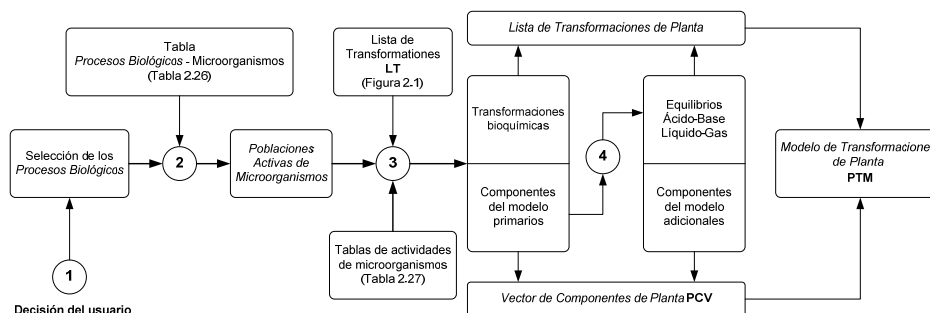 Lista de Transformaciones de Planta
Tabla
Procesos Biológicas - Microorganismos
(Tabla 2.26)
Lista de
Transformationes
LT
(Figura 2.1)
Transformaciones
bioquímicas
Equilibrios
Ácido-Base
Líquido-Gas
Selección de los
Procesos Biológicas
2
Poblaciones
Activas de
Microorganismos
3
4
Modelo de Transformacione
de Planta
PTM
Componentes
del modelo
primarios
Componentes
del modelo
adicionales
1
Tablas de actividades
de microorganismos
(Tabla 2.27)
Decisión del usuario
Vector de Componentes de Planta PCV